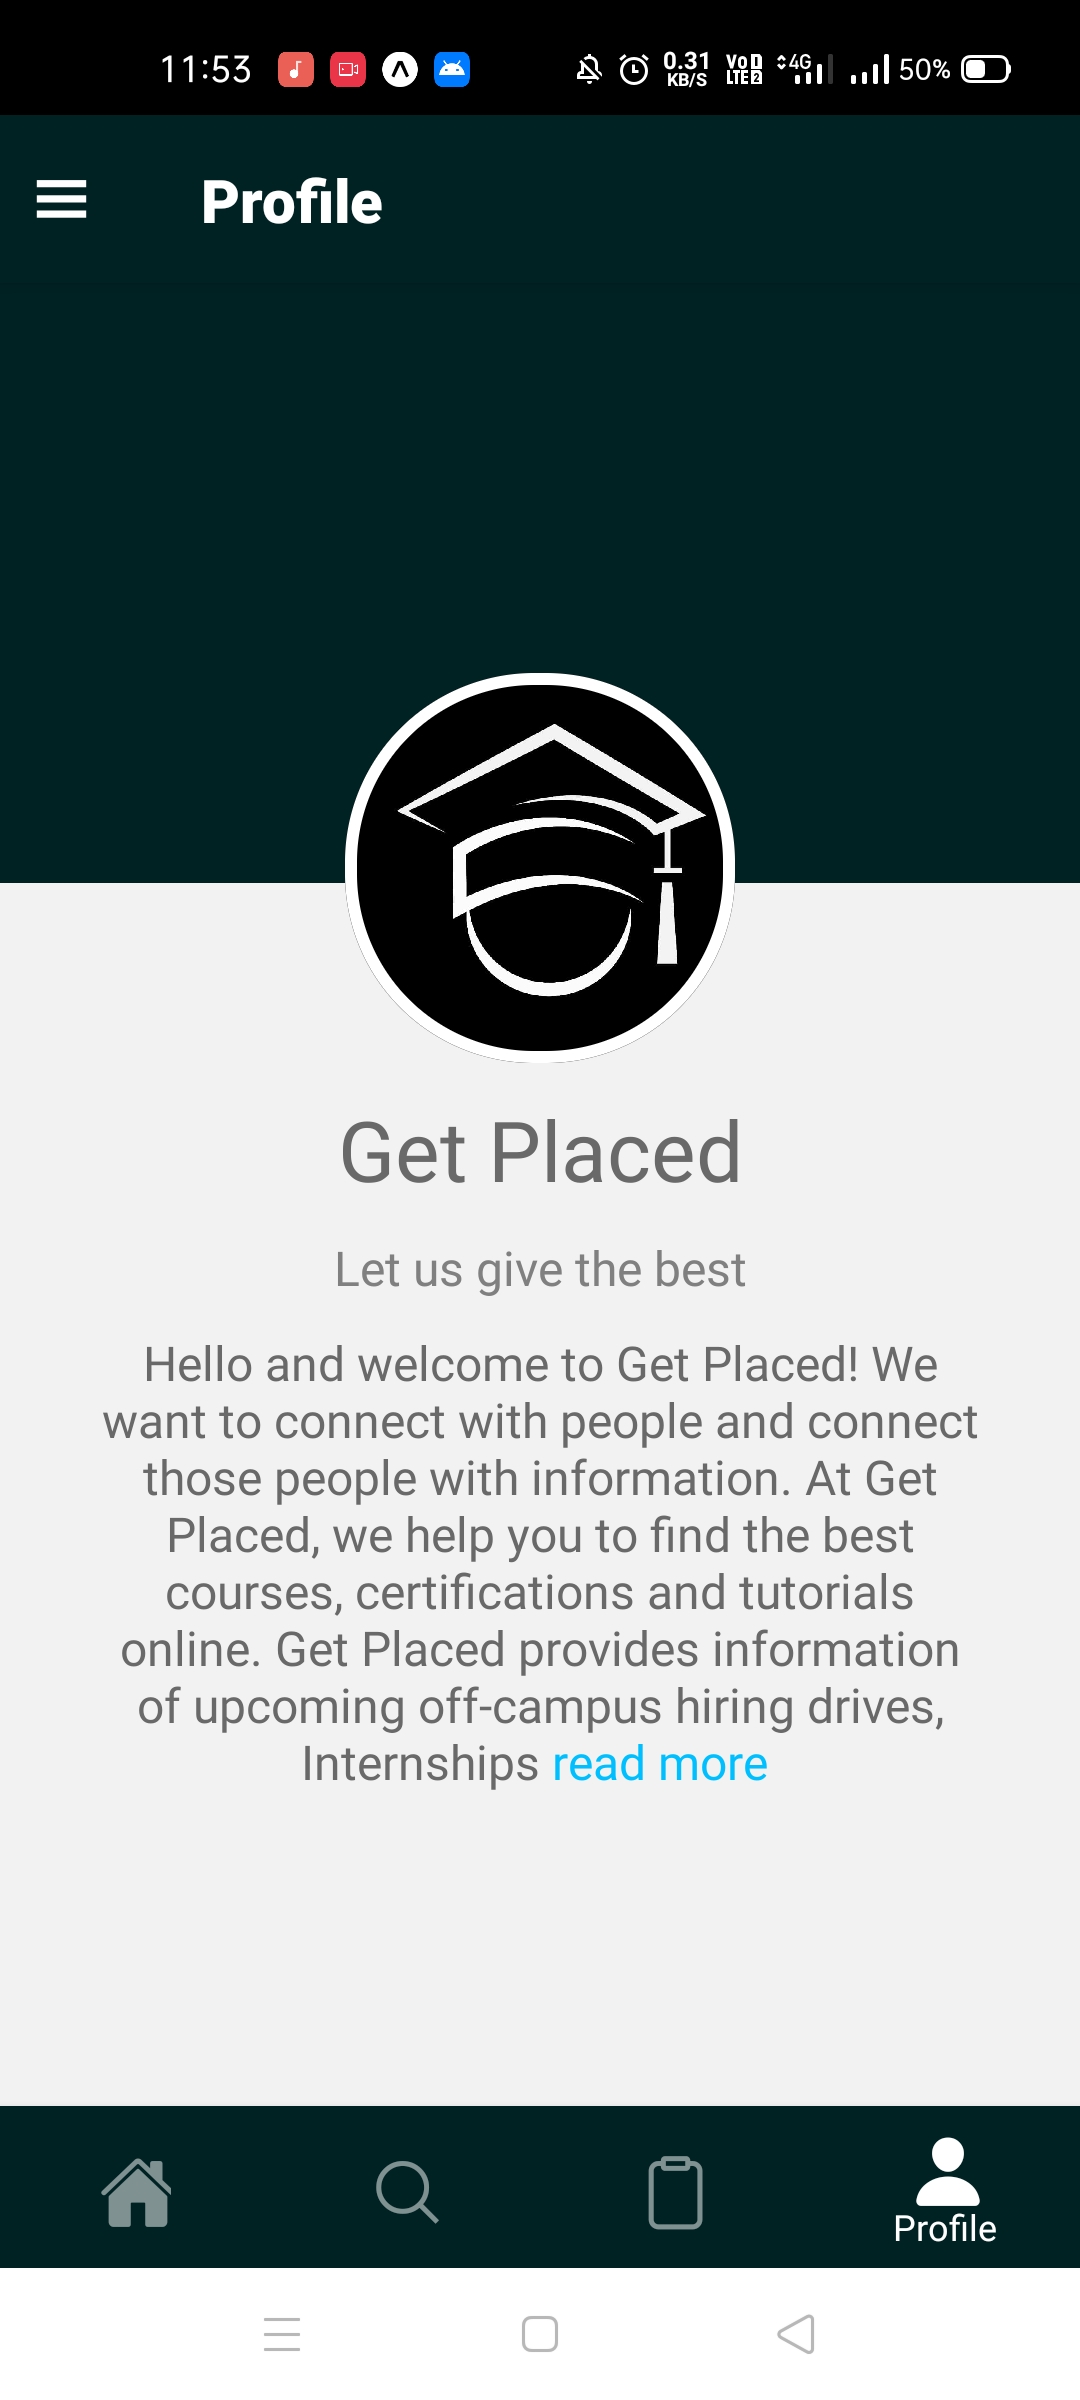 11:53 0.31 KB/S VoD LTE 2 4G 50%
Profile
Get Placed
Let us give the best
Hello and welcome to Get Placed! We
want to connect with people and connect
those people with information. At Get
Placed, we help you to find the best
courses, certifications and tutorials
online. Get Placed provides information
of upcoming off-campus hiring drives,
Internships read more
Profile